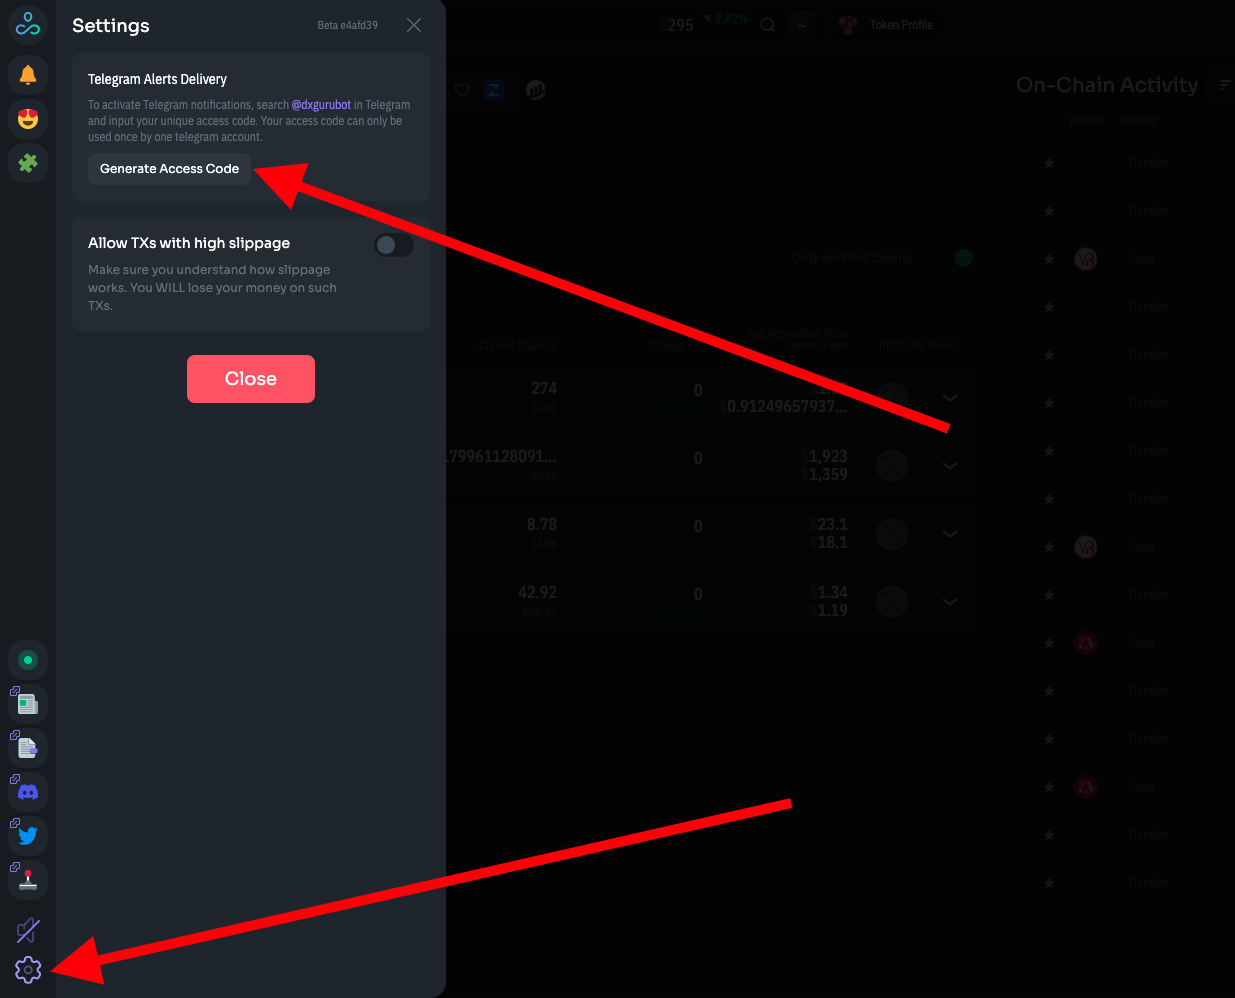 Settings
Beta e4afd39
Telegram Alerts Delivery
To activate Telegram notifications, search @dxgurubot in Telegram
and input your unique access code. Your access code can only be
used once by one telegram account.
Generate Access Code
Allow TXs with high slippage
Make sure you understand how slippage
works. You WILL lose your money on such
TXs.
Close
$295
2.82%
~
Token Profile
On-Chain Activity
Market Method
Transfer
Transfer
Only verified tokens
Swap
Transfer
Avg Acquisition Price
Current Balance
Change,
Current Price
In/Out/At Money
Transfer
274
0
$0.91249657937...
$251
Transfer
.79961128091...
0
$1,923
$1,359
$244
Transfer
Transfer
8.78
0
$23.1
$18.1
$158
Swap
42.92
0
$1.34
$1.19
$50.87
Transfer
Swap
Transfer
Transfer
Swap
Transfer
Transfer